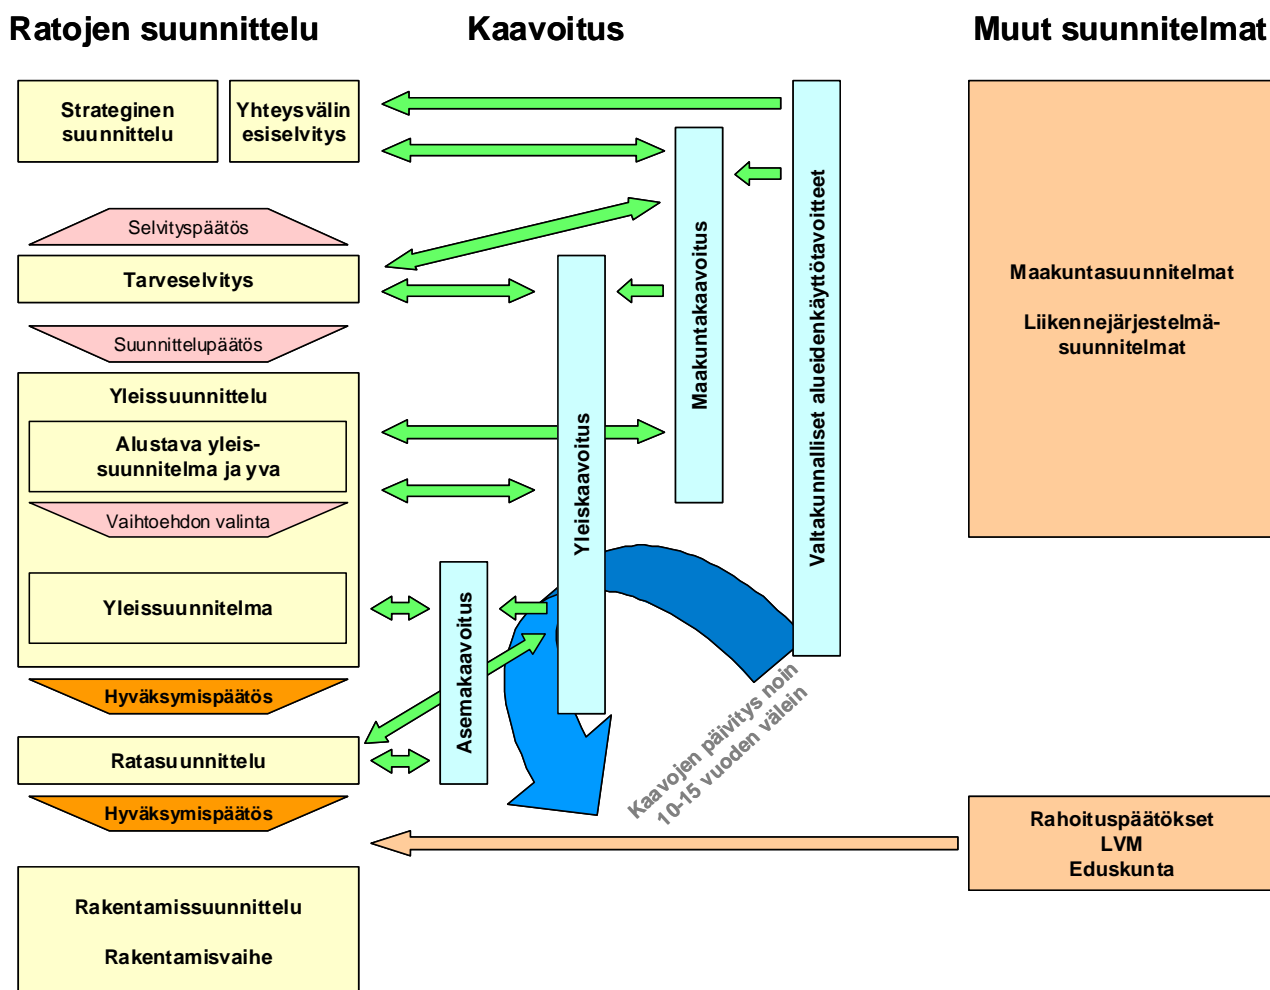 Ratojen suunnittelu
Kaavoitus
Muut suunnitelmat
Strateginen
suunnittelu
Yhteysvälin
esiselvitys
Selvityspäätös
Tarveselvitys
Suunnittelupäätös
Yleissuunnittelu
Alustava yleis-
suunnitelma ja yva
Vaihtoehdon valinta
Yleissuunnitelma
Hyväksymispäätös
Ratasuunnittelu
Hyväksymispäätös
Rakentamissuunnittelu
Rakentamisvaihe
Asemakaavoitus
Yleiskaavoitus
Maakuntakaavoitus
Valtakunnalliset alueidenkäyttötavoitteet
Kaavojen päivitys noin
10-15 vuoden välein
Maakuntasuunnitelmat
Liikennejärjestelmä-
suunnitelmat
Rahoituspäätökset
LVM
Eduskunta